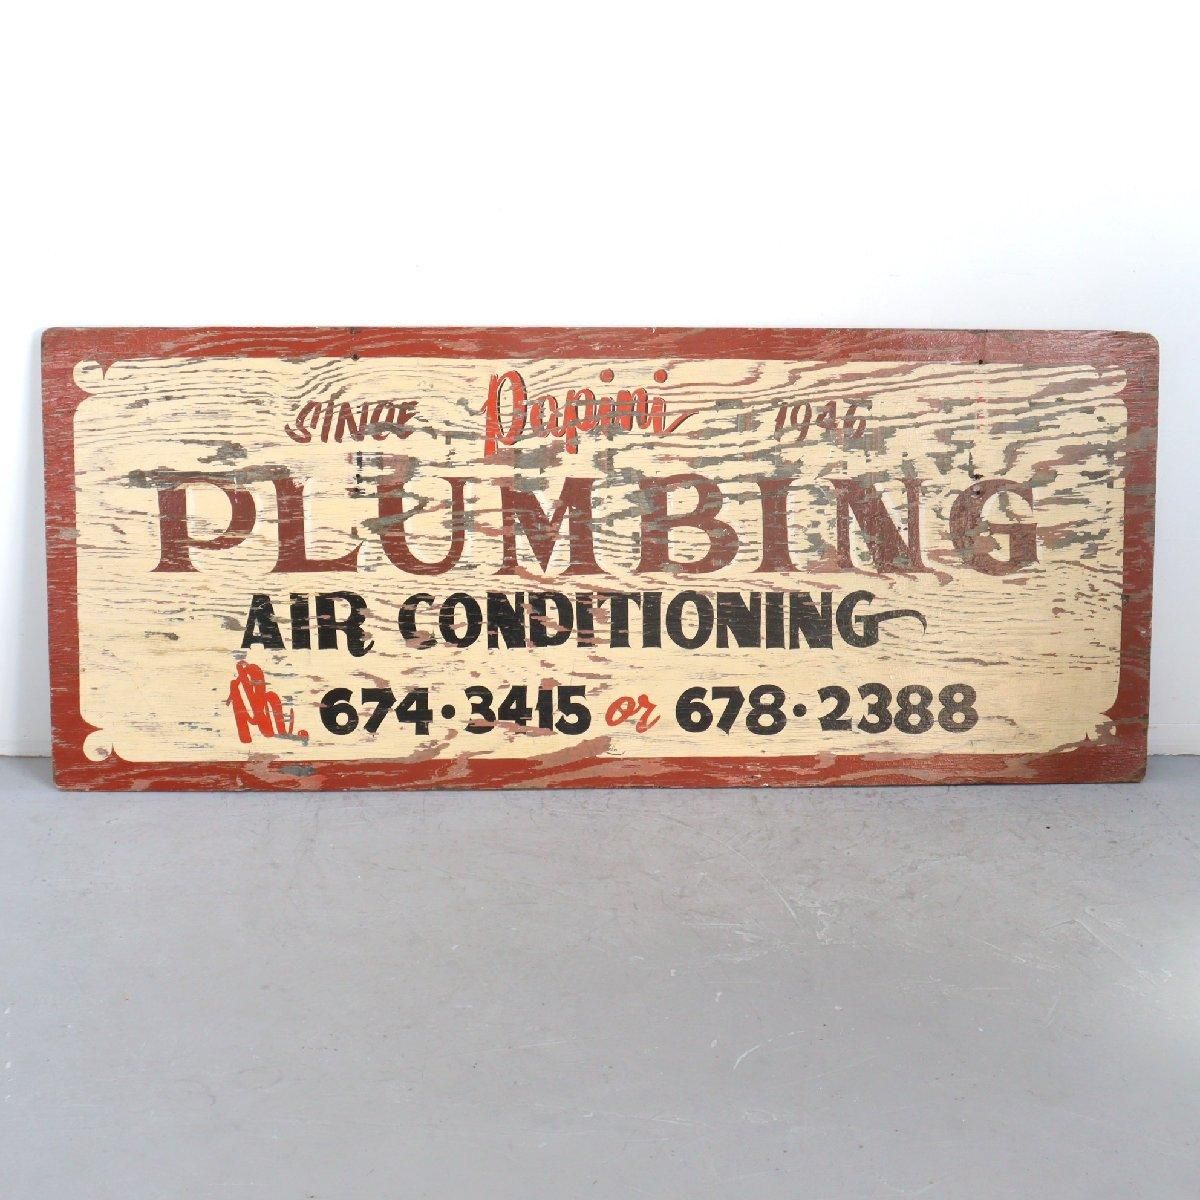 SINCE Papini 1946
PLUMBING
AIR CONDITIONING
Ph. 674·3415 or 678·2388